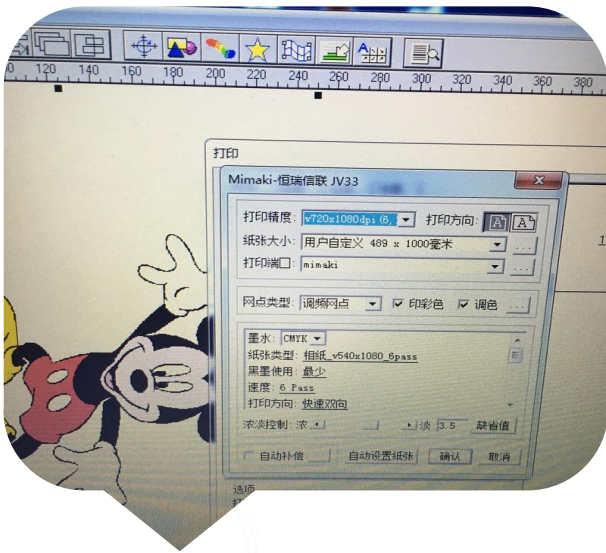 120 140 160 180 200 220 240 260 280 300 320 340 360 380
打印
Mimaki-恒瑞信联 JV33
打印精度: v720x1080dpi (6, 打印方向: A A
纸张大小: 用户自定义 489 x 1000毫米 ...
打印端口: mimaki ...
网点类型: 调频网点 印彩色 调色 ...
墨水: CMYK
纸张类型: 相纸_v540x1080_6pass
黑墨使用: 最少
速度: 6 Pass
打印方向: 快速双向
浓淡控制: 浓 淡 3.5 缺省值
自动补偿 自动设置纸张 确认 取消
选项